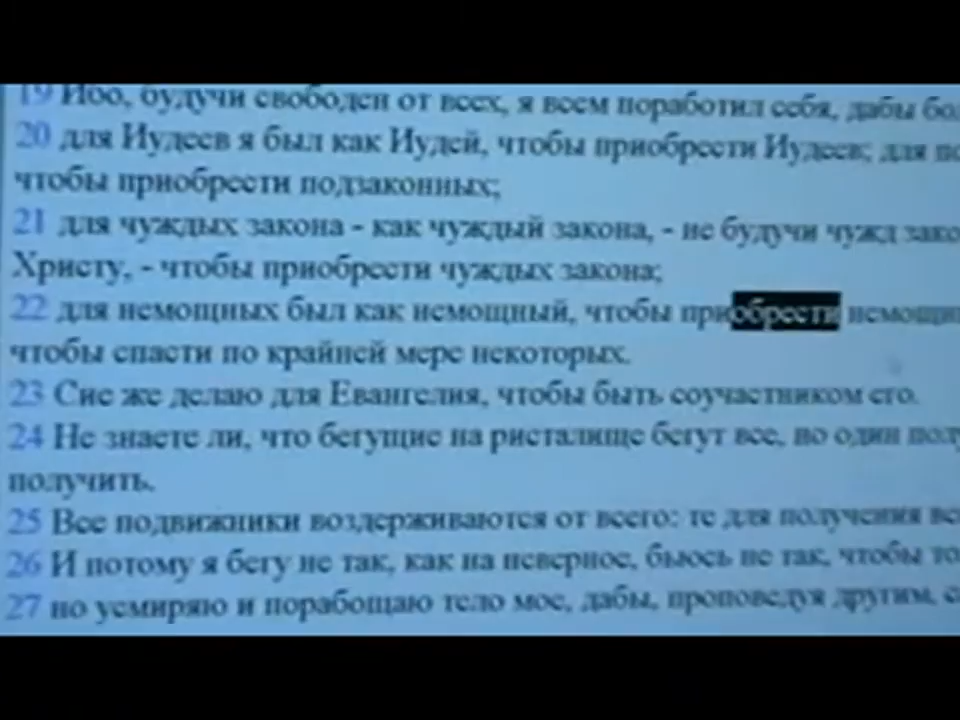 19 Ибо, будучи свободен от всех, я всем поработил себя, дабы
20 для Иудеев я был как Иудей, чтобы приобрести Иудеев; для
чтобы приобрести подзаконных;
21 для чуждых закона - как чуждый закона, - не будучи чужд
Христу, - чтобы приобрести чуждых закона;
22 для немощных был как немощный, чтобы приобрести
чтобы спасти по крайней мере некоторых.
23 Сие же делаю для Евангелия, чтобы быть соучастником его.
24 Не знаете ли, что бегущие на ристалище бегут все, но один
получить.
25 Все подвижники воздерживаются от всего: те для получения
26 И потому я бегу не так, как на неверное, бьюсь не так, чтобы
27 но усмиряю и порабощаю тело мое, дабы, проповедуя другим,